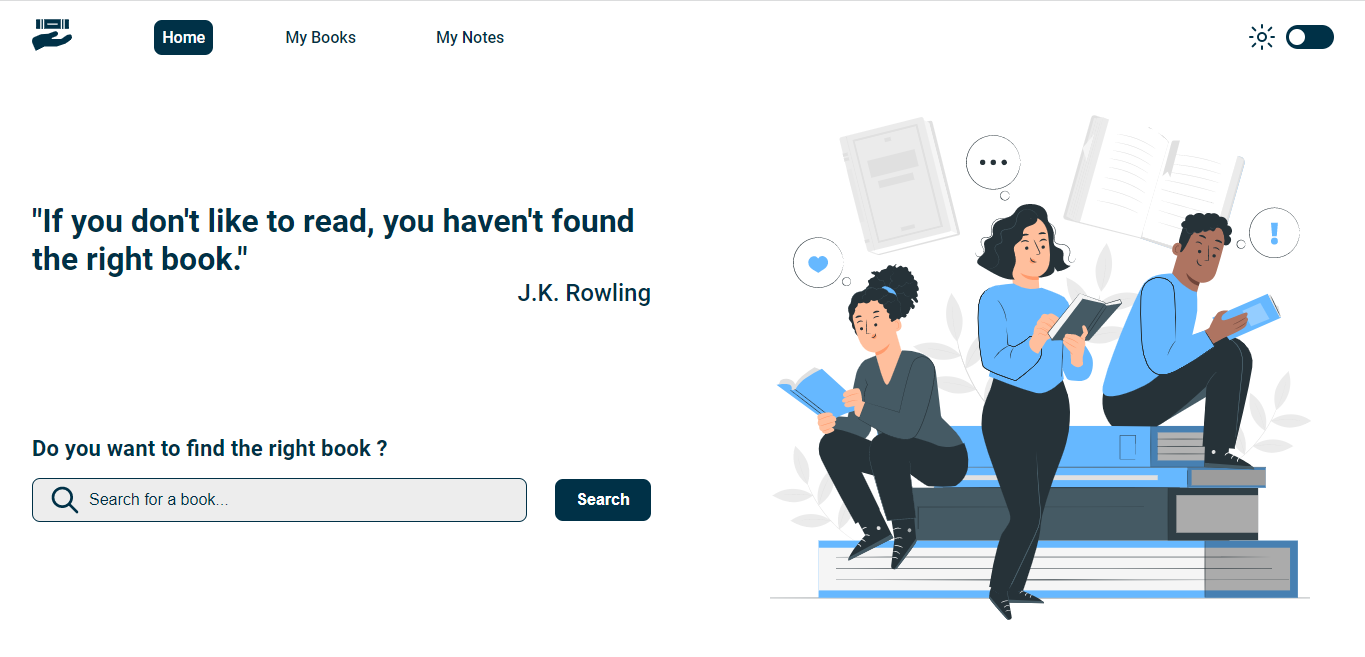 Home
My Books
My Notes
"If you don't like to read, you haven't found
the right book."
J.K. Rowling
Do you want to find the right book ?
Search for a book...
Search